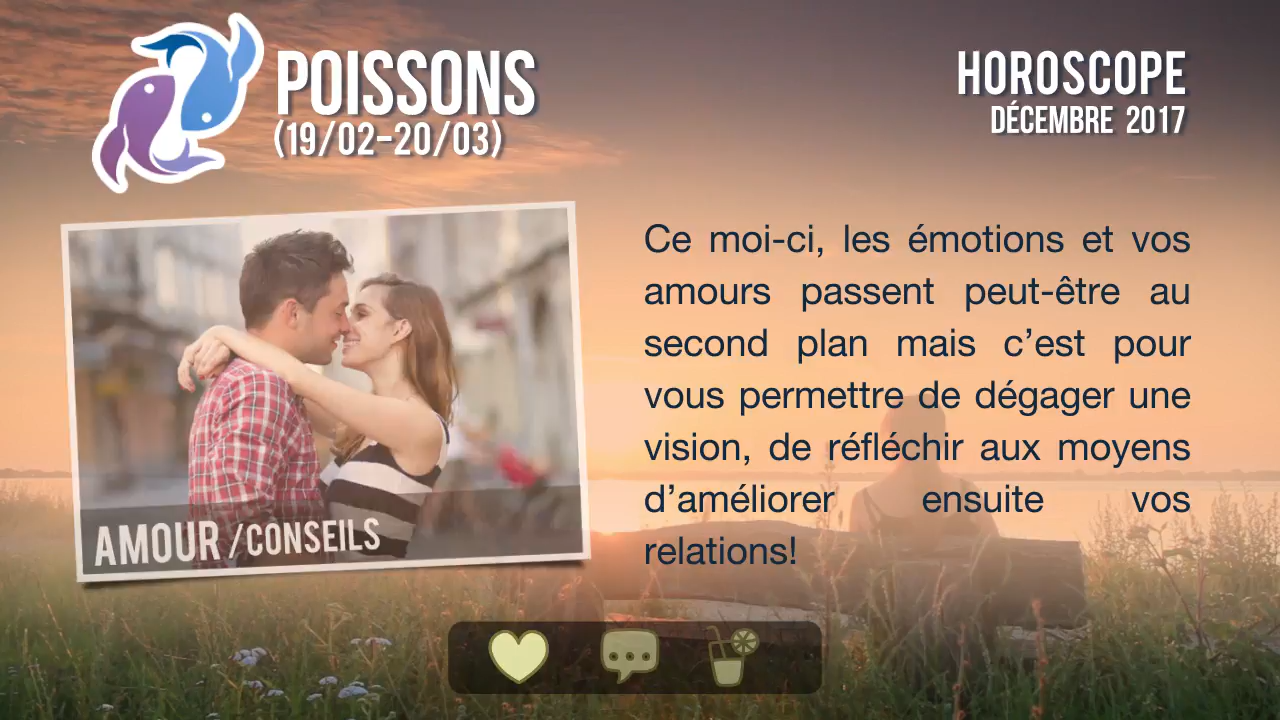 POISSONS
(19/02-20/03)
HOROSCOPE
DÉCEMBRE 2017
Ce moi-ci, les émotions et vos
amours passent peut-être au
second plan mais c’est pour
vous permettre de dégager une
vision, de réfléchir aux moyens
d’améliorer ensuite vos
relations!
AMOUR /CONSEILS